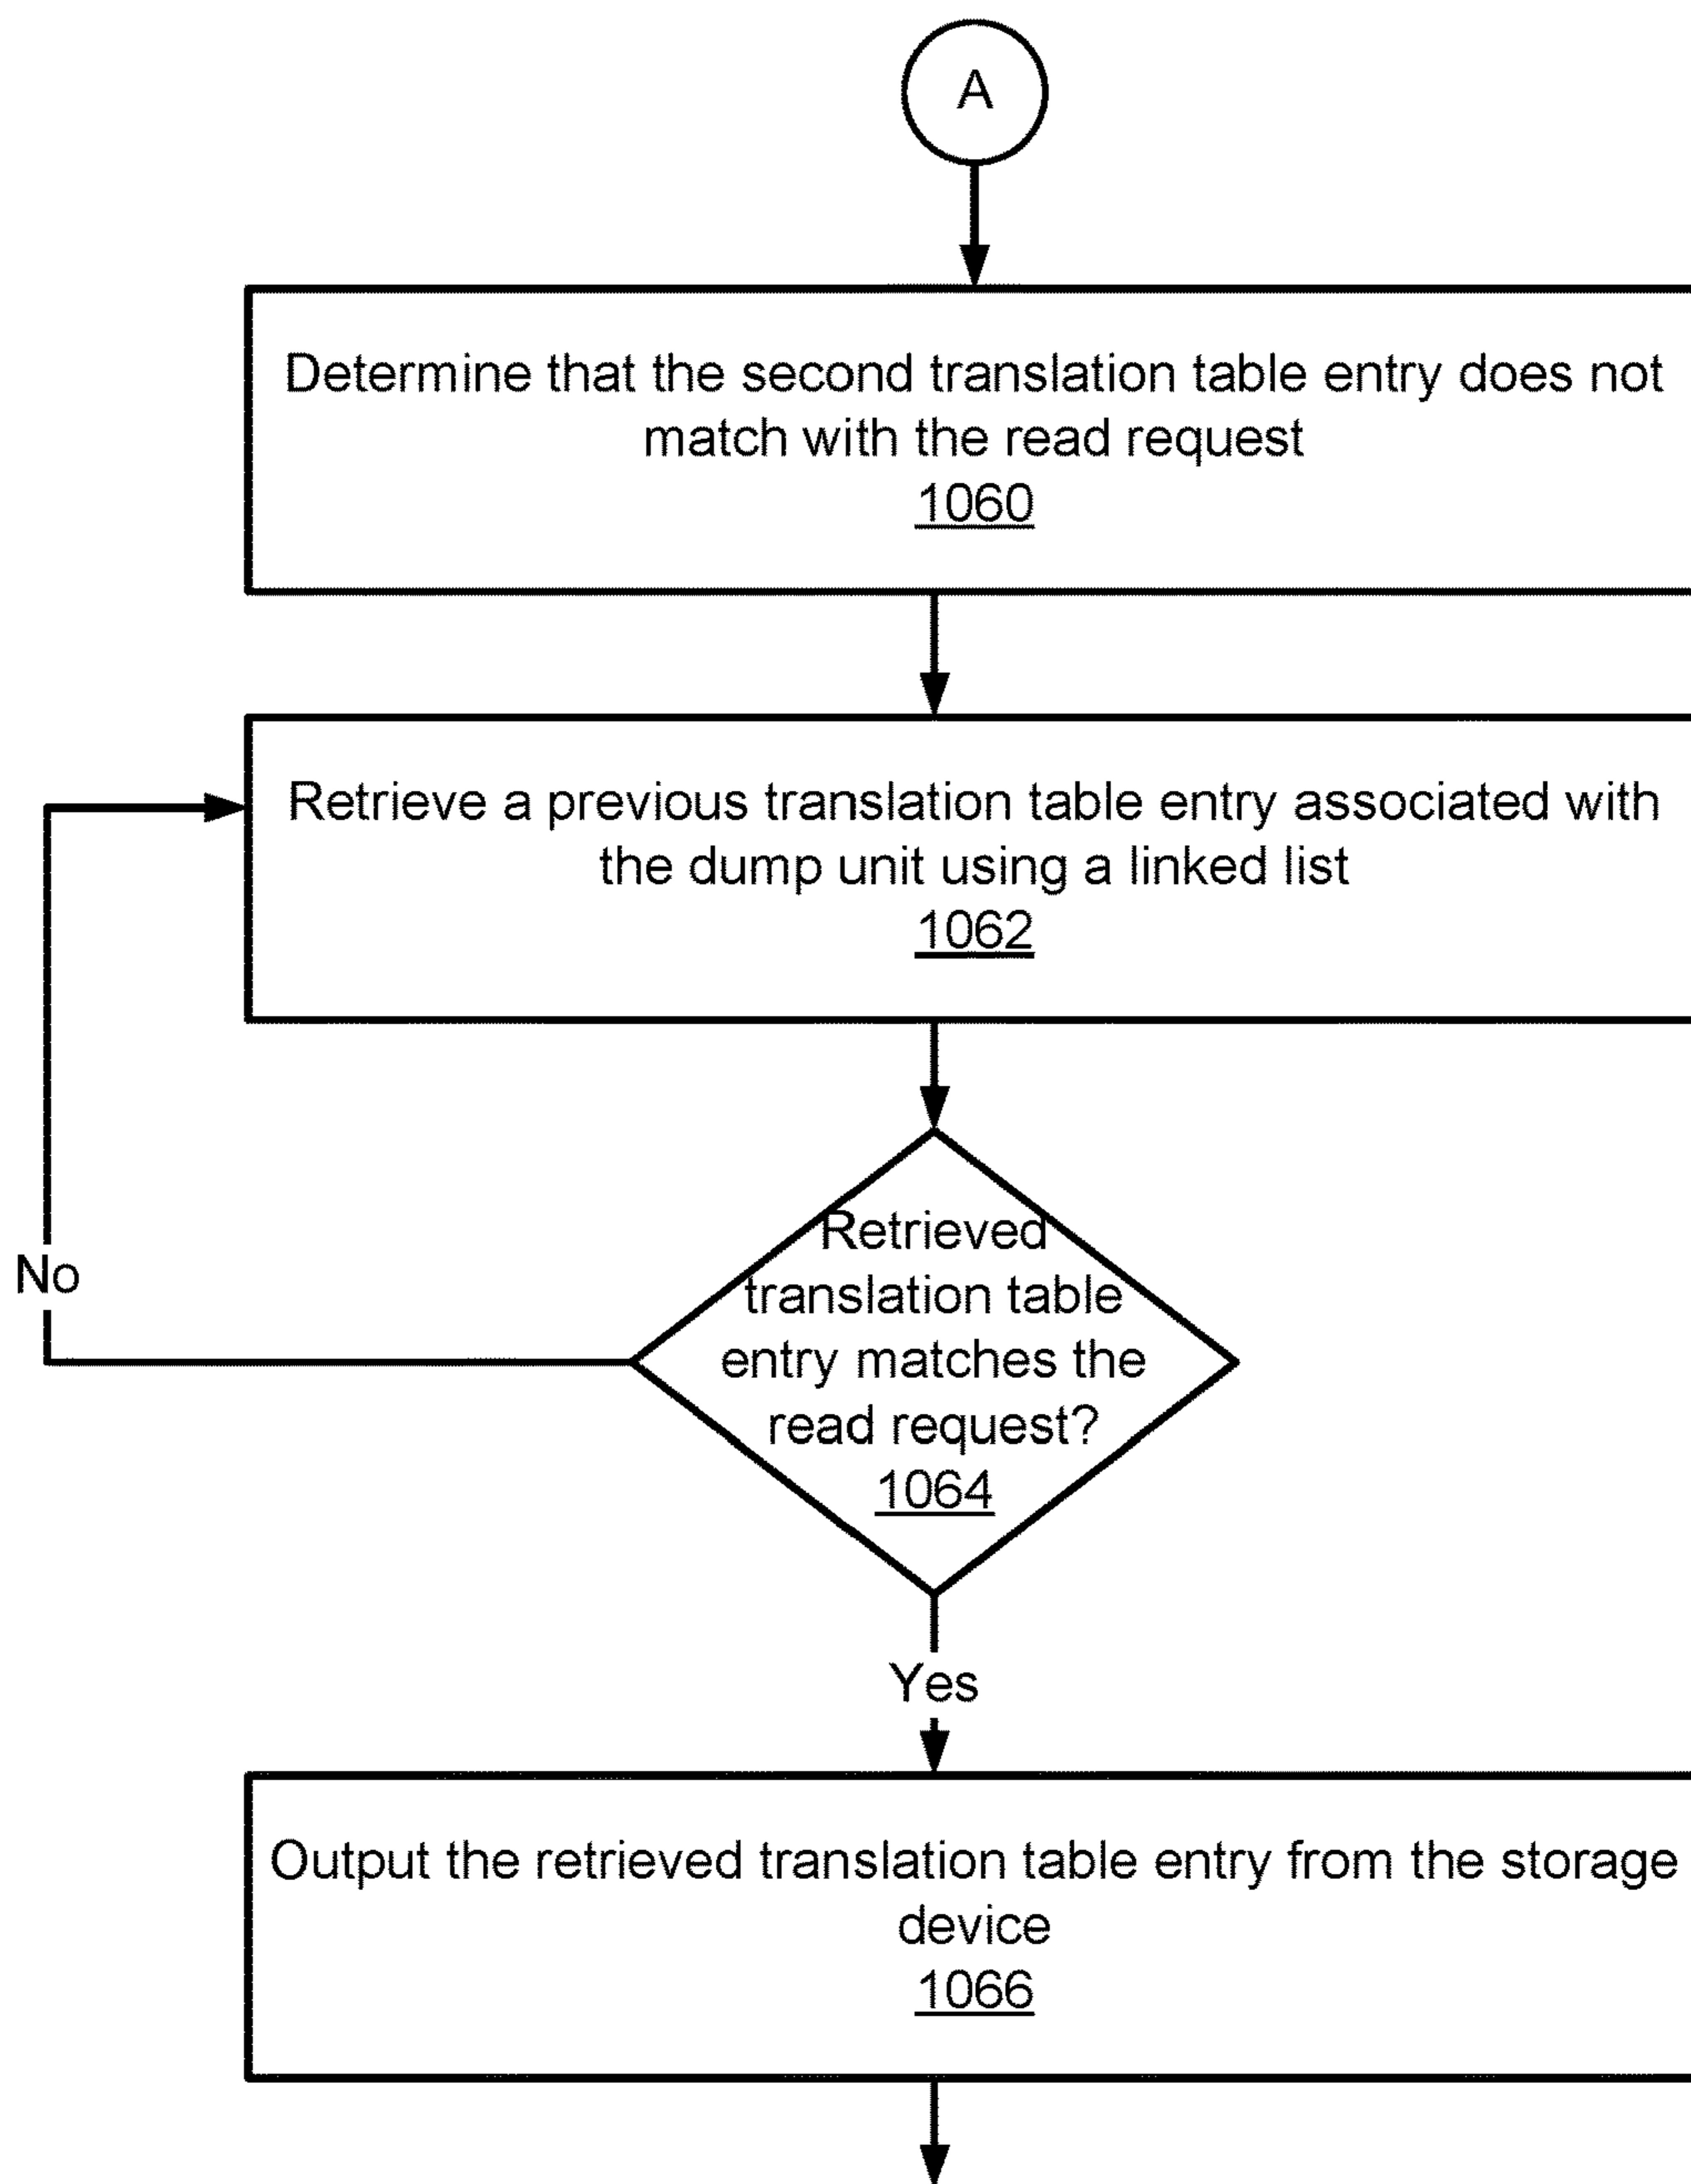 A
Determine that the second translation table entry does not
match with the read request
1060
Retrieve a previous translation table entry associated with
the dump unit using a linked list
1062
Retrieved
translation table
entry matches the
read request?
1064
No
Yes
Output the retrieved translation table entry from the storage
device
1066